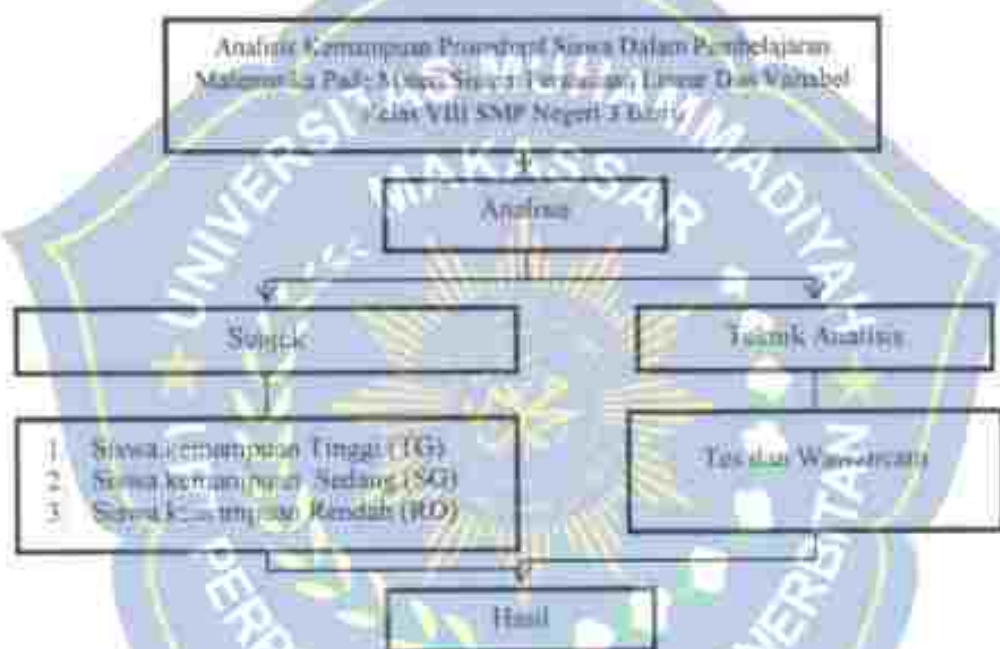 Analisis Kemampuan Prosedural Siswa Dalam Pembelajaran
Matematika Pada Materi Sistem Persamaan Linear Dua Variabel
Kelas VIII SMP Negeri 3
Analisis
Subjek
Teknik Analisis
1. Siswa kemampuan Tinggi (TG)
2. Siswa kemampuan Sedang (SG)
3. Siswa kemampuan Rendah (RD)
Tes dan Wawancara
Hasil
UNIVERSITAS MUHAMMADIYAH
MAKASSAR